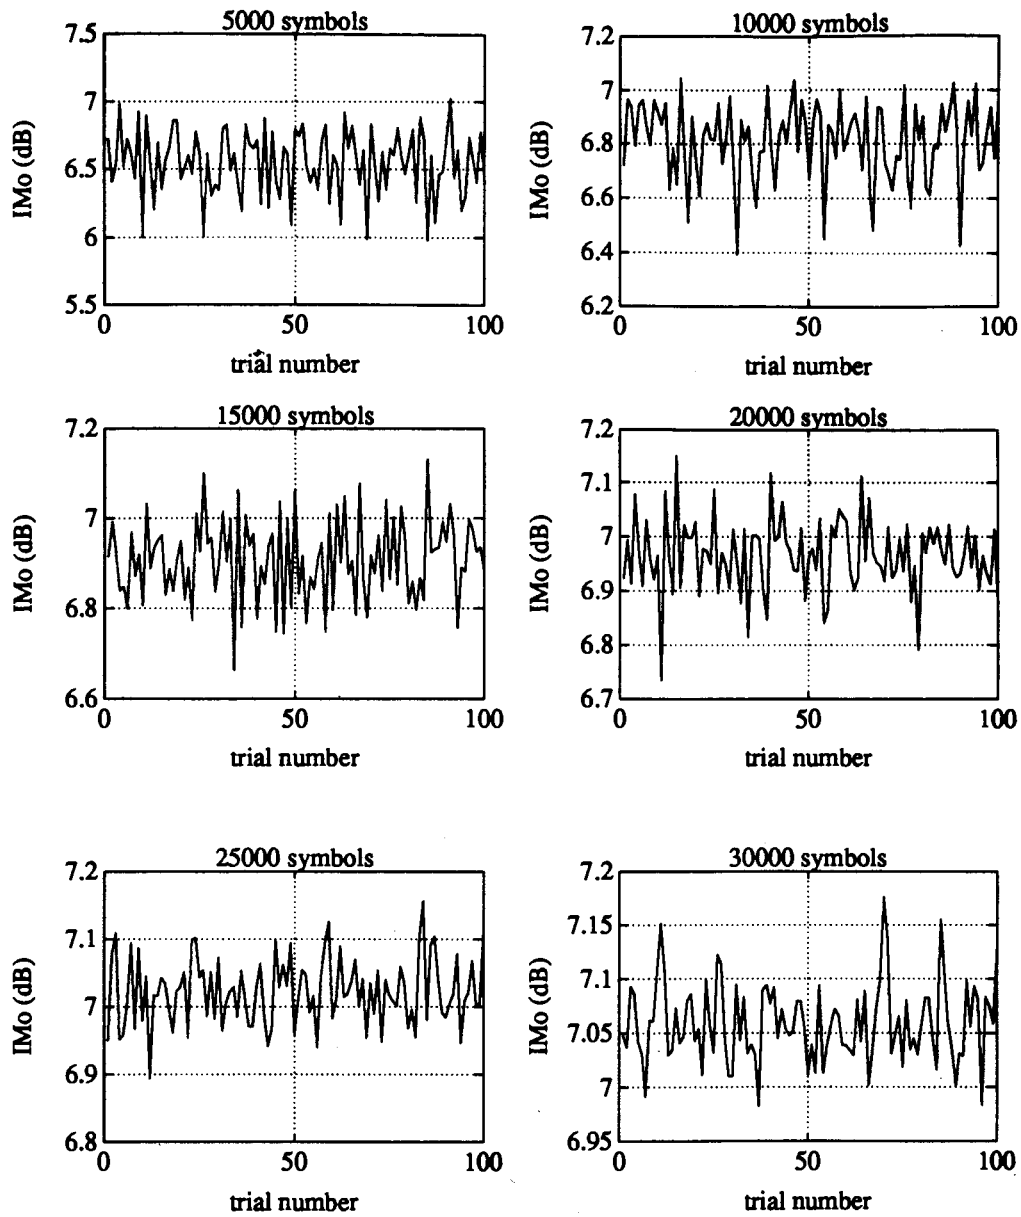 5000 symbols
7.5
7
6.5
6
5.5
IMo (dB)
0
50
100
trial number
10000 symbols
7.2
7
6.8
6.6
6.4
6.2
IMo (dB)
0
50
100
trial number
15000 symbols
7.2
7
6.8
6.6
IMo (dB)
0
50
100
trial number
20000 symbols
7.2
7.1
7
6.9
6.8
6.7
IMo (dB)
0
50
100
trial number
25000 symbols
7.2
7.1
7
6.9
6.8
IMo (dB)
0
50
100
trial number
30000 symbols
7.2
7.15
7.1
7.05
7
6.95
IMo (dB)
0
50
100
trial number